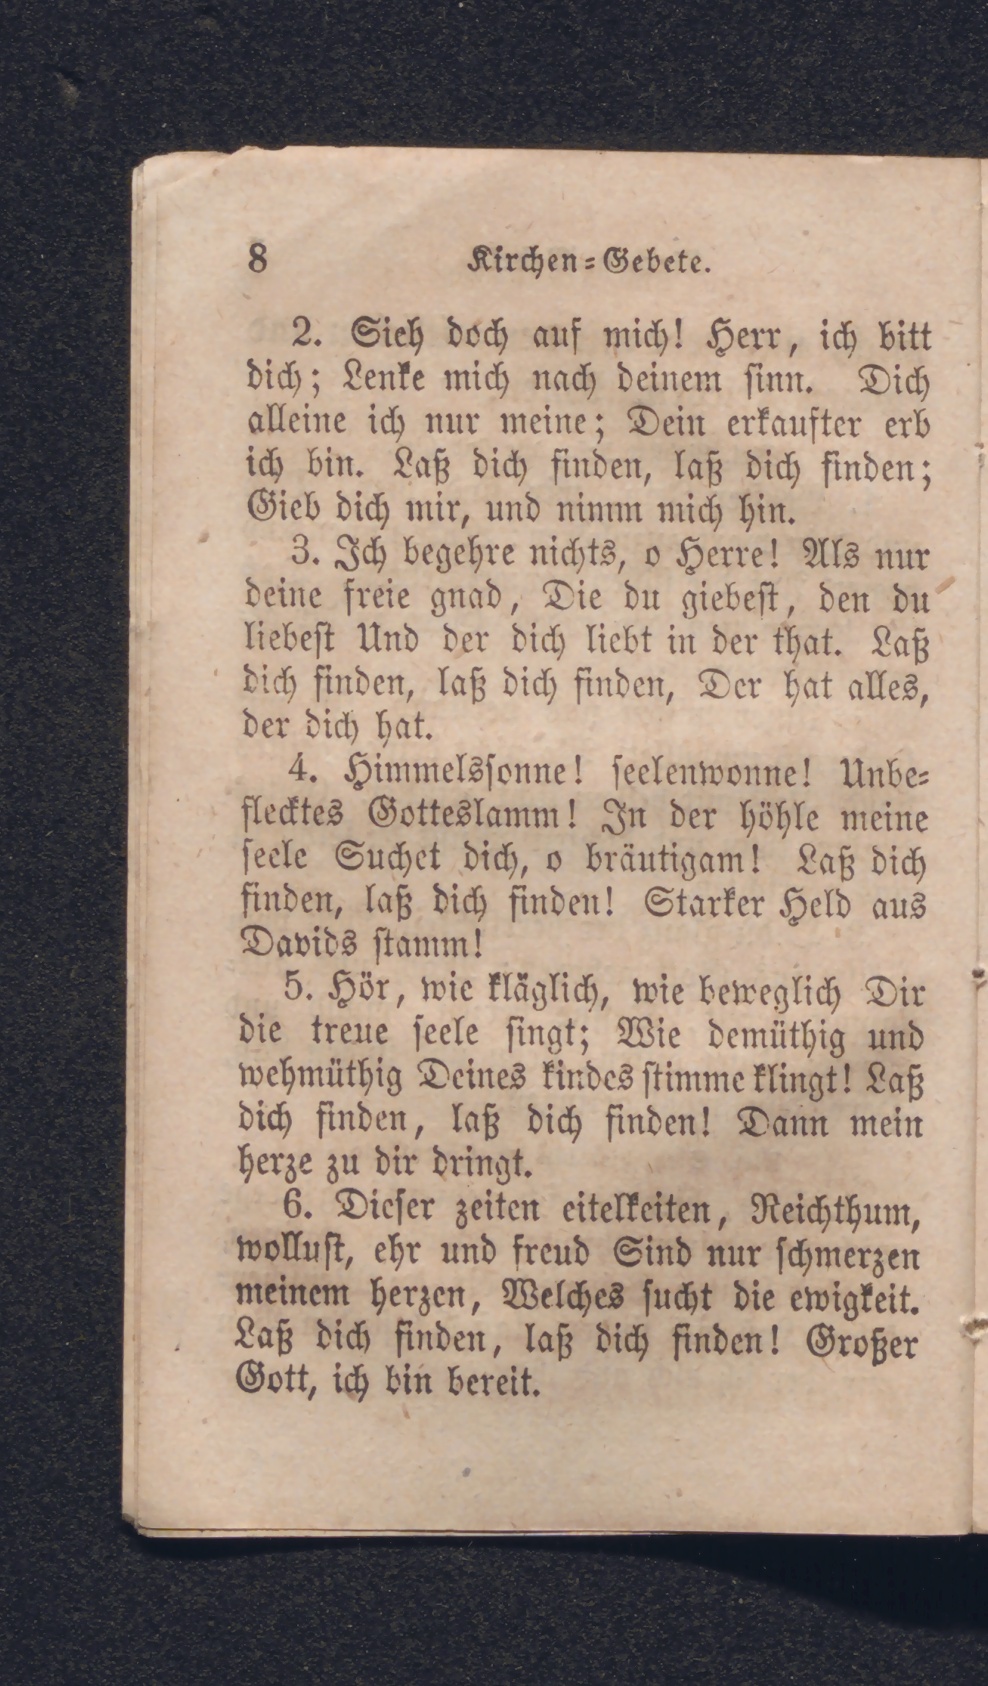 8 Kirchen-Gebete.
2. Sieh doch auf mich! Herr, ich bitt
dich; Lenke mich nach deinem sinn. Dich
alleine ich nur meine; Dein erkaufter erb
ich bin. Laß dich finden, laß dich finden;
Gieb dich mir, und nimm mich hin.
3. Ich begehre nichts, o Herre! Als nur
deine freie gnad, Die du giebest, den du
liebest Und der dich liebt in der that. Laß
dich finden, laß dich finden, Der hat alles,
der dich hat.
4. Himmelssonne! seelenwonne! Unbe-
flecktes Gotteslamm! In der höhle meine
seele Suchet dich, o bräutigam! Laß dich
finden, laß dich finden! Starker Held aus
Davids stamm!
5. Hör, wie kläglich, wie beweglich Dir
die treue seele singt; Wie demüthig und
wehmüthig Deines kindes stimme klingt! Laß
dich finden, laß dich finden! Dann mein
herze zu dir dringt.
6. Dieser zeiten eitelkeiten, Reichthum,
wollust, ehr und freud Sind nur schmerzen
meinem herzen, Welches sucht die ewigkeit.
Laß dich finden, laß dich finden! Großer
Gott, ich bin bereit.